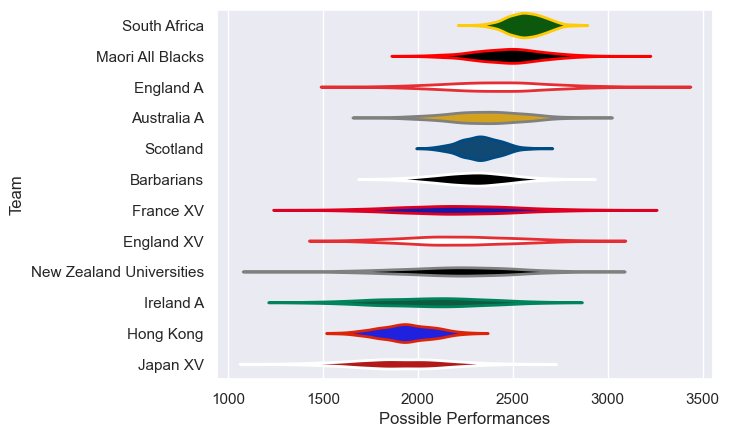 South Africa
Maori All Blacks
England A
Australia A
Scotland
Barbarians
France XV
England XV
New Zealand Universities
Ireland A
Hong Kong
Japan XV
Team
1000 1500 2000 2500 3000 3500
Possible Performances